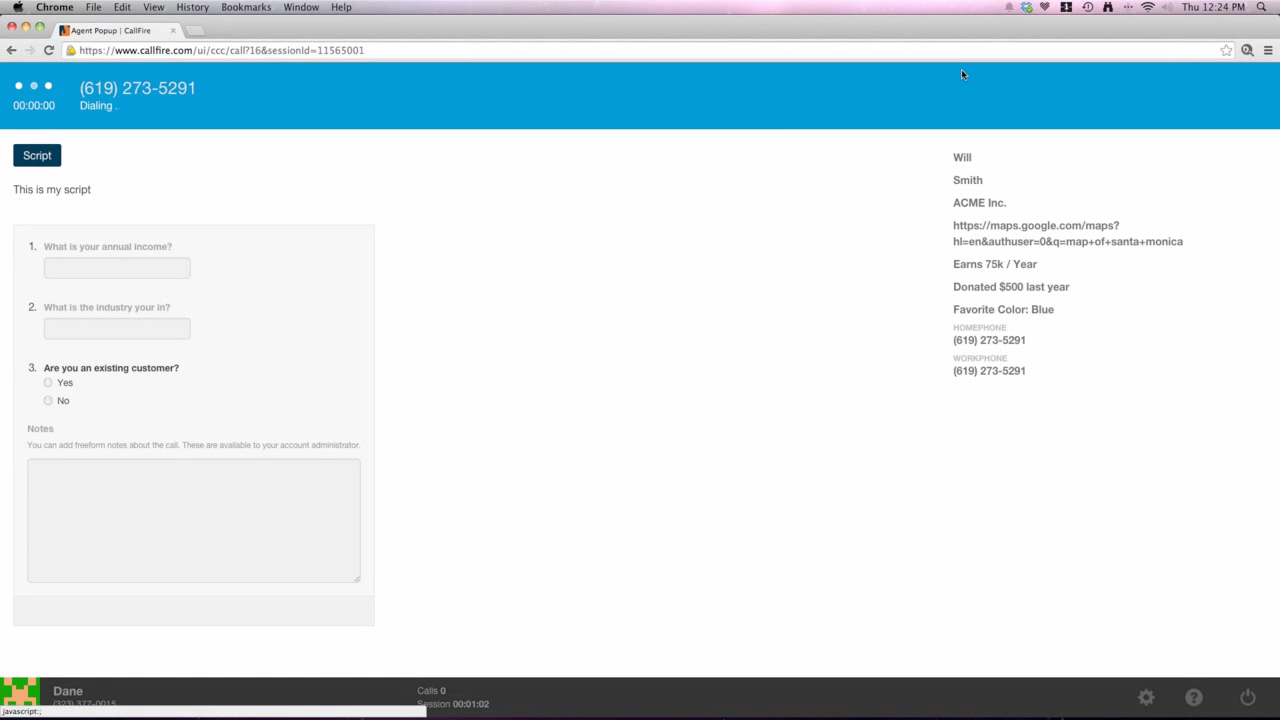 Chrome File Edit View History Bookmarks Window Help Thu 12:24 PM
Agent Popup | CallFire
https://www.callfire.com/ui/ccc/call?16&sessionId=11565001
(619) 273-5291
00:00:00 Dialing .
Script
This is my script
1. What is your annual income?
2. What is the industry your in?
3. Are you an existing customer?
Yes
No
Notes
You can add freeform notes about the call. These are available to your account administrator.
Will
Smith
ACME Inc.
https://maps.google.com/maps?
hl=en&authuser=0&q=map+of+santa+monica
Earns 75k / Year
Donated $500 last year
Favorite Color: Blue
HOMEPHONE
(619) 273-5291
WORKPHONE
(619) 273-5291
Dane
(323) 377-0015
Calls 0
Session 00:01:02
javascript:;